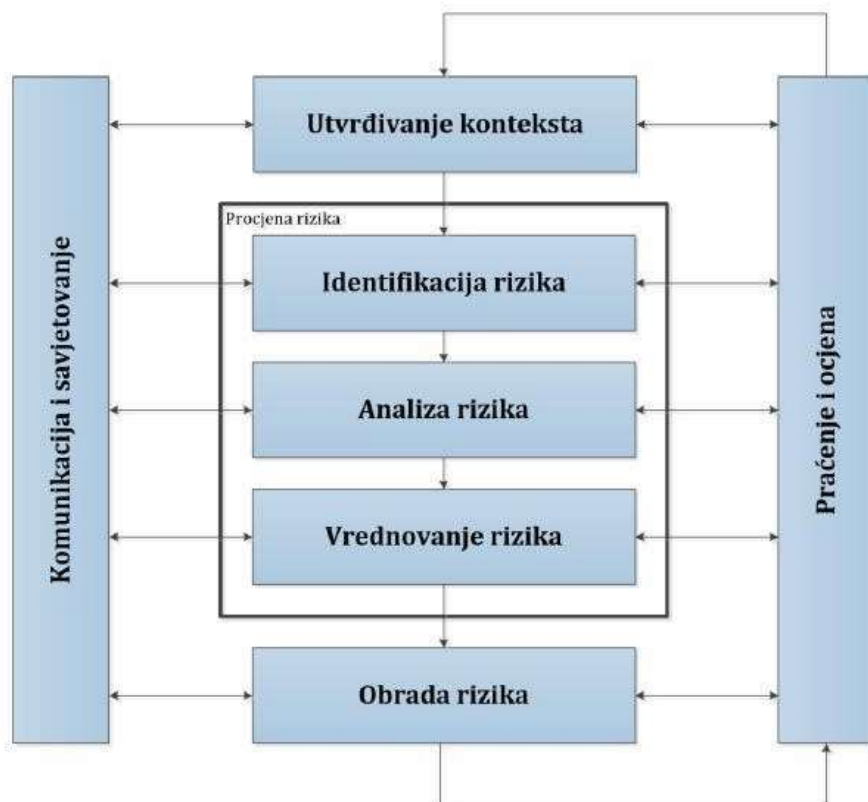 Utvrđivanje konteksta
Procjena rizika
Identifikacija rizika
Analiza rizika
Vrednovanje rizika
Obrada rizika
Komunikacija i savjetovanje
Praćenje i ocjena